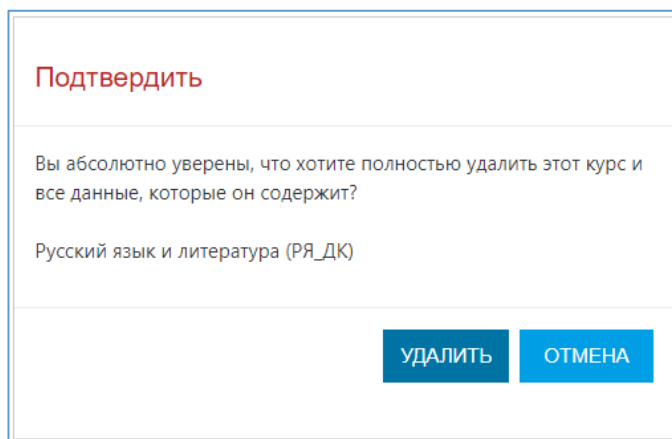 Подтвердить
Вы абсолютно уверены, что хотите полностью удалить этот курс и
все данные, которые он содержит?
Русский язык и литература (РЯ_ДК)
УДАЛИТЬ ОТМЕНА